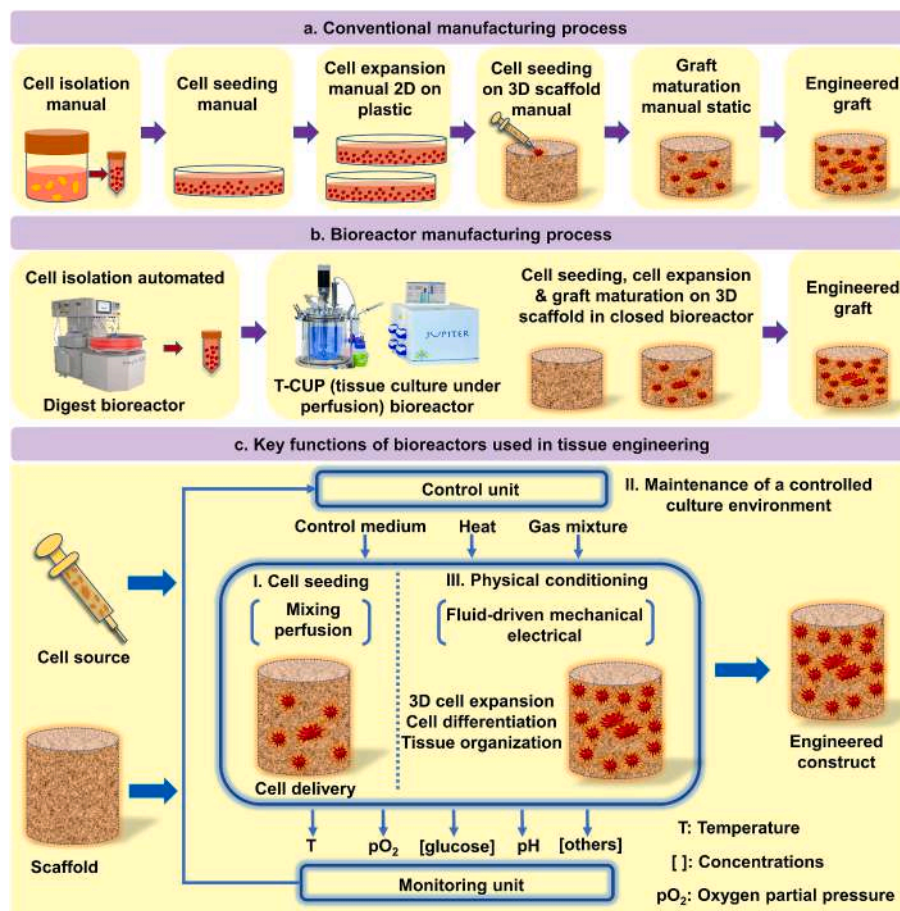 a. Conventional manufacturing process
Cell isolation
manual
Cell seeding
manual
Cell expansion
manual 2D on
plastic
Cell seeding
on 3D scaffold
manual
Graft
maturation
manual static
Engineered
graft
b. Bioreactor manufacturing process
Cell isolation automated
Digest bioreactor
JUPITER
T-CUP (tissue culture under
perfusion) bioreactor
Cell seeding, cell expansion
& graft maturation on 3D
scaffold in closed bioreactor
Engineered
graft
c. Key functions of bioreactors used in tissue engineering
Control unit
II. Maintenance of a controlled
culture environment
Control medium
Heat
Gas mixture
Cell source
Scaffold
I. Cell seeding
Mixing
perfusion
Cell delivery
III. Physical conditioning
Fluid-driven mechanical
electrical
3D cell expansion
Cell differentiation
Tissue organization
Engineered
construct
T
pO₂
[glucose]
pH
[others]
Monitoring unit
T: Temperature
[ ]: Concentrations
pO₂: Oxygen partial pressure